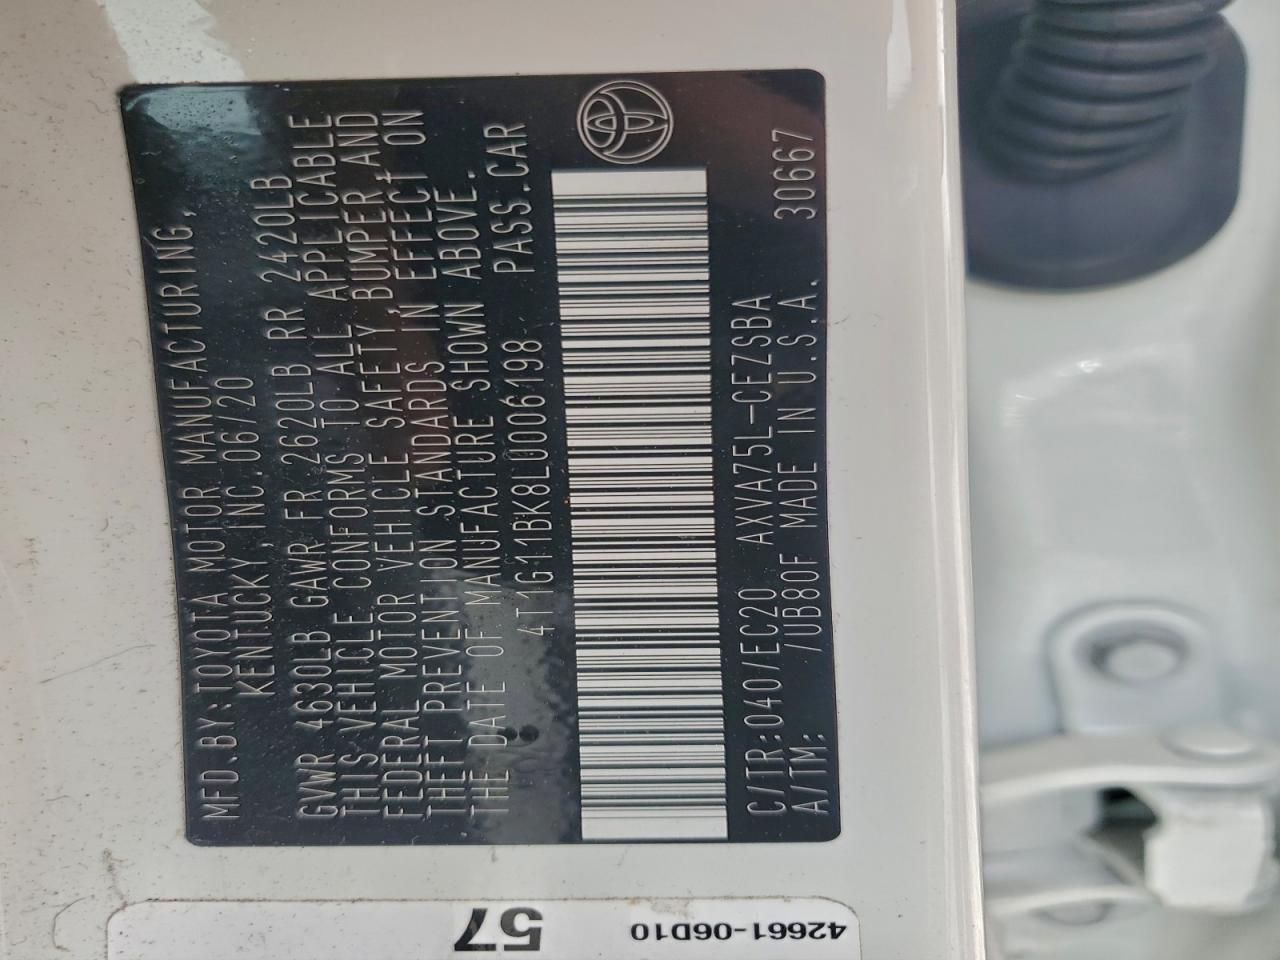 MFD.BY:TOYOTA MOTOR MANUFACTURING,
KENTUCKY, INC. 06/20
GVWR 4630LB GAWR FR 2620LB RR 2420LB
THIS VEHICLE CONFORMS TO ALL APPLICABLE
FEDERAL MOTOR VEHICLE SAFETY,BUMPER,AND
THEFT PREVENTION STANDARDS IN EFFECT ON
THE DATE OF MANUFACTURE SHOWN ABOVE.
4T1G11BK8LU006198 PASS.CAR
C/TR:040/EC20 AXVA75L-CEZSBA
A/TM: /UB80F MADE IN U.S.A. 30667
57
42661-06D10